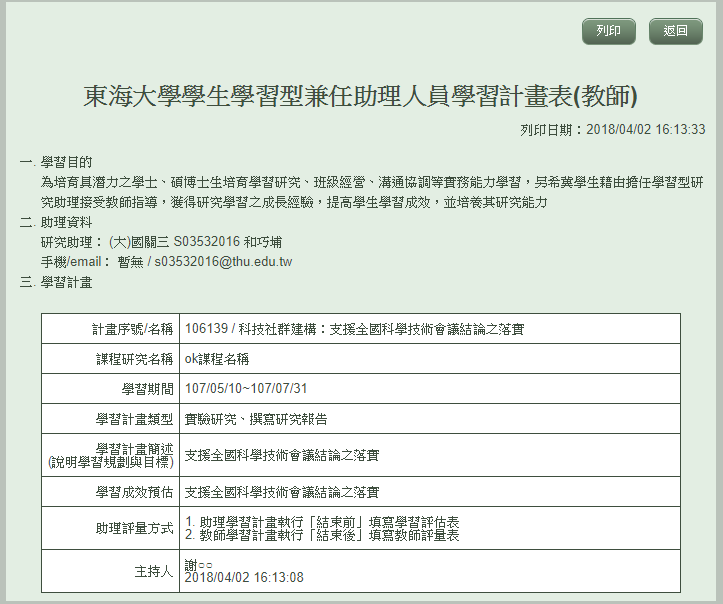 列印 返回
東海大學學生學習型兼任助理人員學習計畫表(教師)
列印日期：2018/04/02 16:13:33
一. 學習目的
為培育具潛力之學士、碩博士生培育學習研究、班級經營、溝通協調等實務能力學習，另希冀學生藉由擔任學習型研
究助理接受教師指導，獲得研究學習之成長經驗，提高學生學習成效，並培養其研究能力
二. 助理資料
研究助理： (大)國關三 S03532016 和巧埔
手機/email： 暫無 / s03532016@thu.edu.tw
三. 學習計畫
計畫序號/名稱 106139 / 科技社群建構：支援全國科學技術會議結論之落實
課程研究名稱 ok課程名稱
學習期間 107/05/10~107/07/31
學習計畫類型 實驗研究、撰寫研究報告
學習計畫簡述
(說明學習規劃與目標) 支援全國科學技術會議結論之落實
學習成效預估 支援全國科學技術會議結論之落實
助理評量方式 1. 助理學習計畫執行「結束前」填寫學習評估表
2. 教師學習計畫執行「結束後」填寫教師評量表
主持人 謝○○
2018/04/02 16:13:08